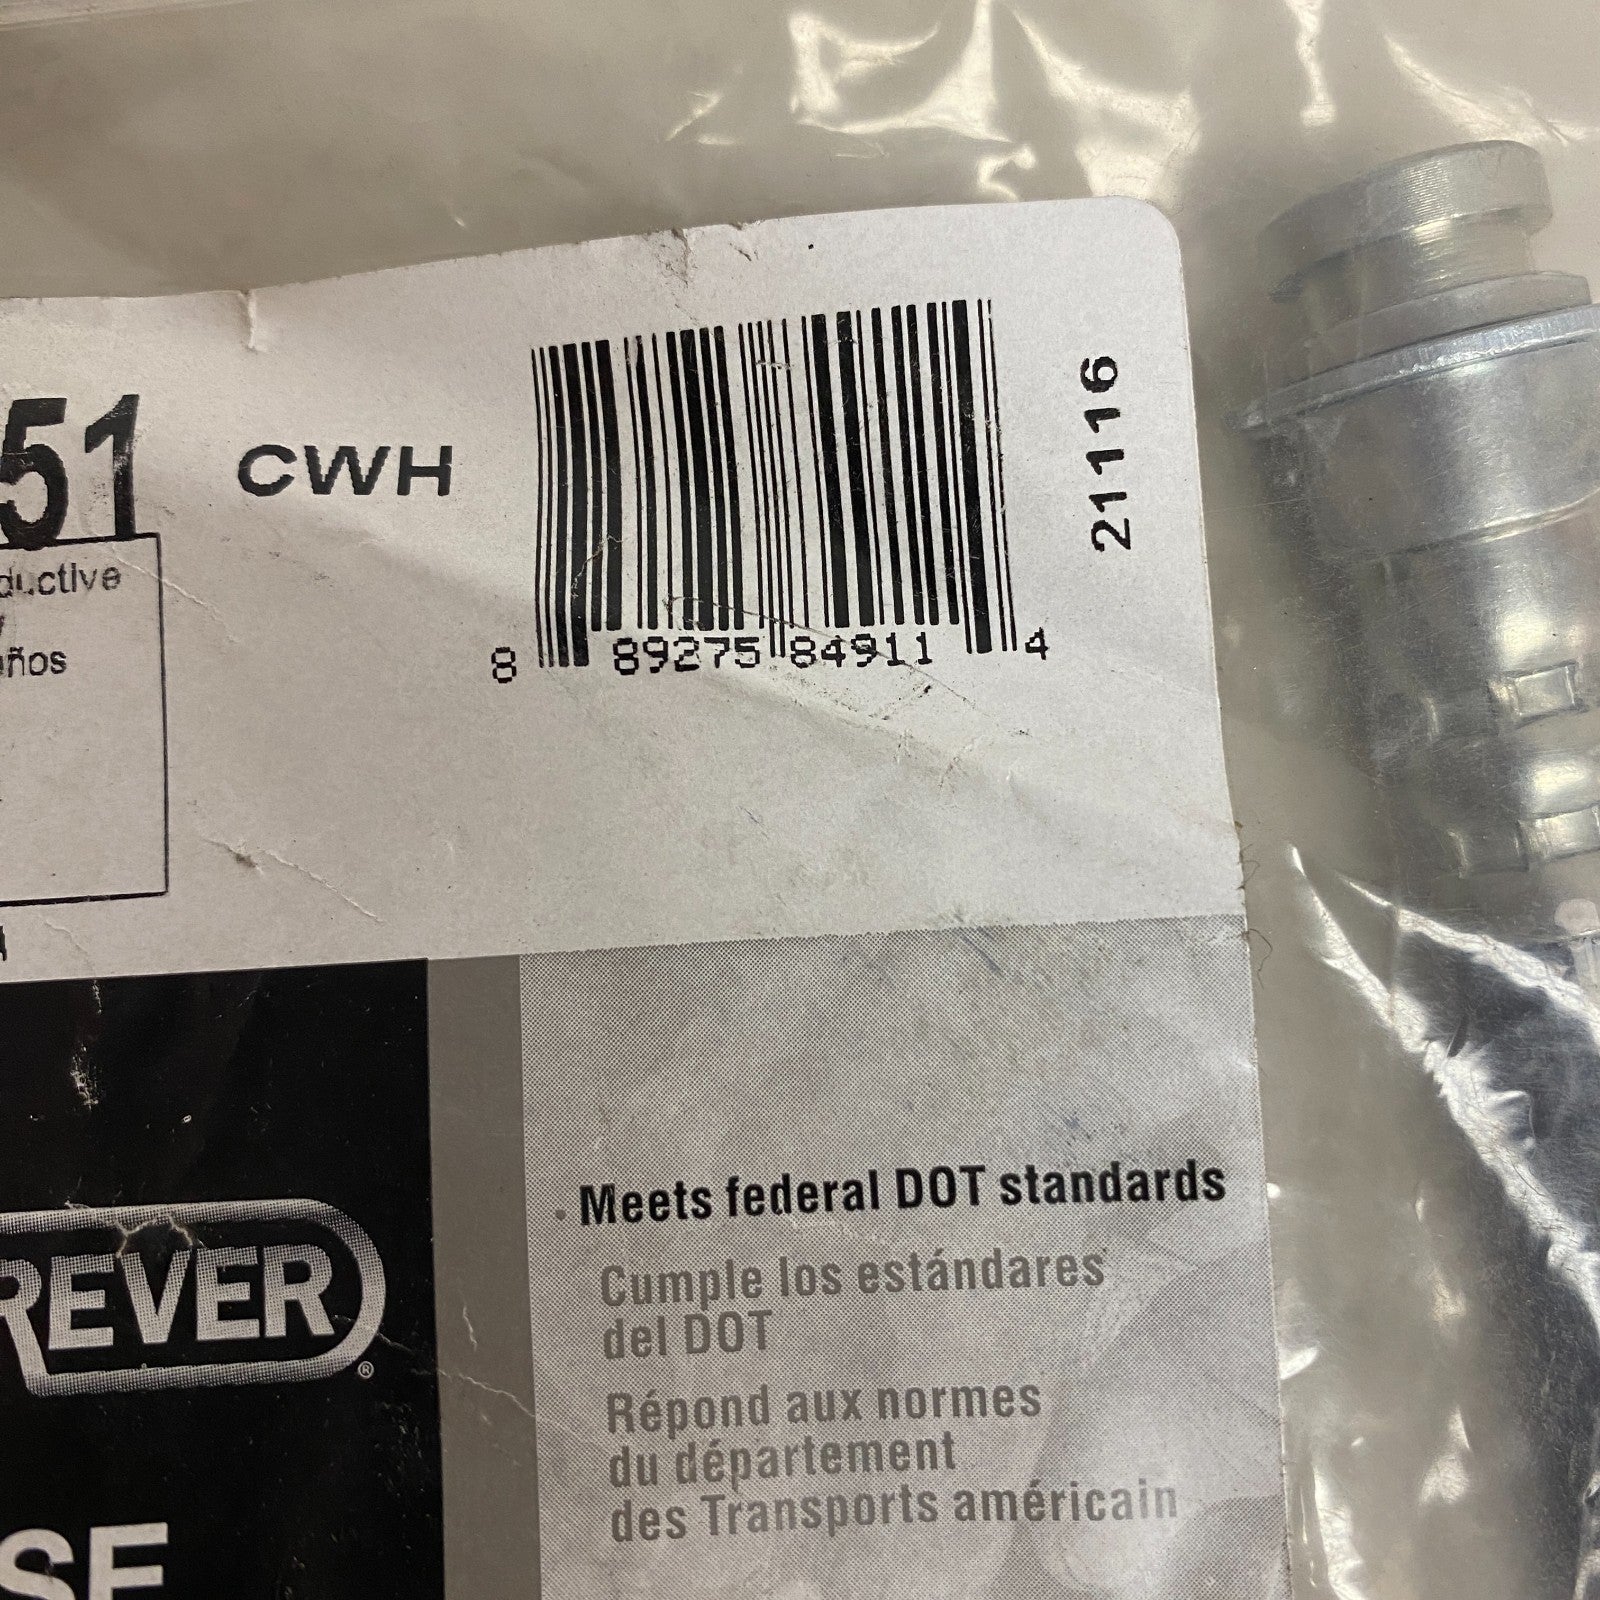 51
CWH
8 89275 84911 4
21116
ños
REVER®
Meets federal DOT standards
Cumple los estándares
del DOT
Répond aux normes
du département
des Transports américain
SE